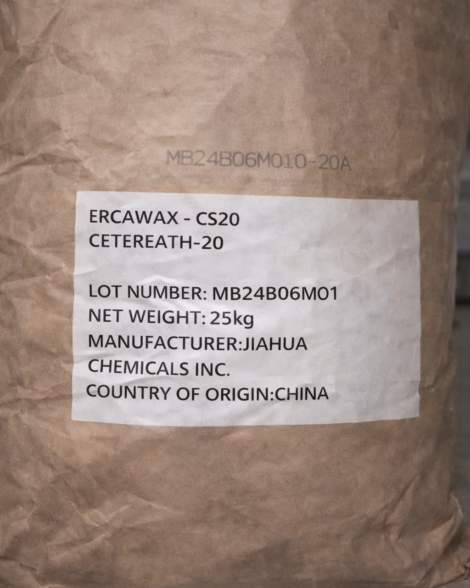 MB24B06M010-20A
ERCAWAX - CS20
CETEREATH-20
LOT NUMBER: MB24B06M01
NET WEIGHT: 25kg
MANUFACTURER:JIAHUA
CHEMICALS INC.
COUNTRY OF ORIGIN:CHINA